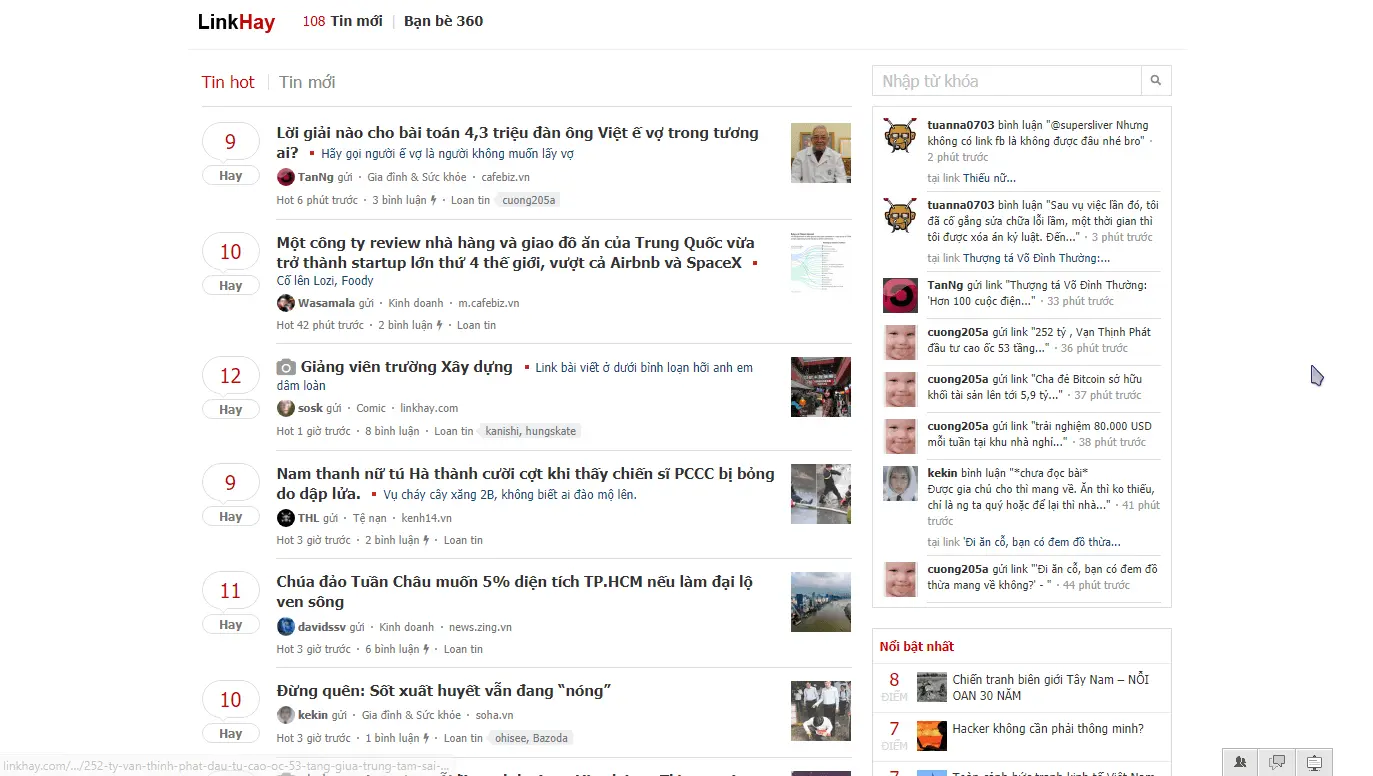 LinkHay
108 Tin mới | Bạn bè 360
Tin hot | Tin mới
9
Hay
Lời giải nào cho bài toán 4,3 triệu đàn ông Việt ế vợ trong tương
ai? ▪ Hãy gọi người ế vợ là người không muốn lấy vợ
TanNg gửi · Gia đình & Sức khỏe · cafebiz.vn
Hot 6 phút trước · 3 bình luận · Loan tin cuong205a
10
Hay
Một công ty review nhà hàng và giao đồ ăn của Trung Quốc vừa
trở thành startup lớn thứ 4 thế giới, vượt cả Airbnb và SpaceX ▪
Cố lên Lozi, Foody
Wasamala gửi · Kinh doanh · m.cafebiz.vn
Hot 42 phút trước · 2 bình luận · Loan tin
12
Hay
Giảng viên trường Xây dựng ▪ Link bài viết ở dưới bình loạn hỡi anh em
dâm loàn
sosk gửi · Comic · linkhay.com
Hot 1 giờ trước · 8 bình luận · Loan tin kanishi, hungskate
9
Hay
Nam thanh nữ tú Hà thành cười cợt khi thấy chiến sĩ PCCC bị bỏng
do dập lửa. ▪ Vụ cháy cây xăng 2B, không biết ai đào mộ lên.
THL gửi · Tệ nạn · kenh14.vn
Hot 3 giờ trước · 2 bình luận · Loan tin
11
Hay
Chúa đảo Tuần Châu muốn 5% diện tích TP.HCM nếu làm đại lộ
ven sông
davidssv gửi · Kinh doanh · news.zing.vn
Hot 3 giờ trước · 6 bình luận · Loan tin
10
Hay
Đừng quên: Sốt xuất huyết vẫn đang “nóng”
kekin gửi · Gia đình & Sức khỏe · soha.vn
Hot 3 giờ trước · 1 bình luận · Loan tin ohisee, Bazoda
linkhay.com/.../252-ty-van-thinh-phat-dau-tu-cao-oc-53-tang-giua-trung-tam-sai-...
Nhập từ khóa
tuanna0703 bình luận "@supersliver Nhưng
không có link fb là không được đâu nhé bro" ·
2 phút trước
tại link Thiếu nữ...
tuanna0703 bình luận "Sau vụ việc lần đó, tôi
đã cố gắng sửa chữa lỗi lầm, một thời gian thì
tôi được xóa án kỷ luật. Đến..." · 3 phút trước
tại link Thượng tá Võ Đình Thường:...
TanNg gửi link "Thượng tá Võ Đình Thường:
'Hơn 100 cuộc điện..." · 33 phút trước
cuong205a gửi link "252 tỷ , Vạn Thịnh Phát
đầu tư cao ốc 53 tầng..." · 36 phút trước
cuong205a gửi link "Cha đẻ Bitcoin sở hữu
khối tài sản lên tới 5,9 tỷ..." · 37 phút trước
cuong205a gửi link "trải nghiệm 80.000 USD
mỗi tuần tại khu nhà nghỉ..." · 38 phút trước
kekin bình luận "*chưa đọc bài*
Được gia chủ cho thì mang về. Ăn thì ko thiếu,
chỉ là ng ta quý hoặc để lại thì nhà..." · 41 phút
trước
tại link 'Đi ăn cỗ, bạn có đem đồ thừa...
cuong205a gửi link "'Đi ăn cỗ, bạn có đem đồ
thừa mang về không?' - " · 44 phút trước
Nổi bật nhất
8
ĐIỂM
Chiến tranh biên giới Tây Nam – NỖI
OAN 30 NĂM
7
ĐIỂM
Hacker không cần phải thông minh?